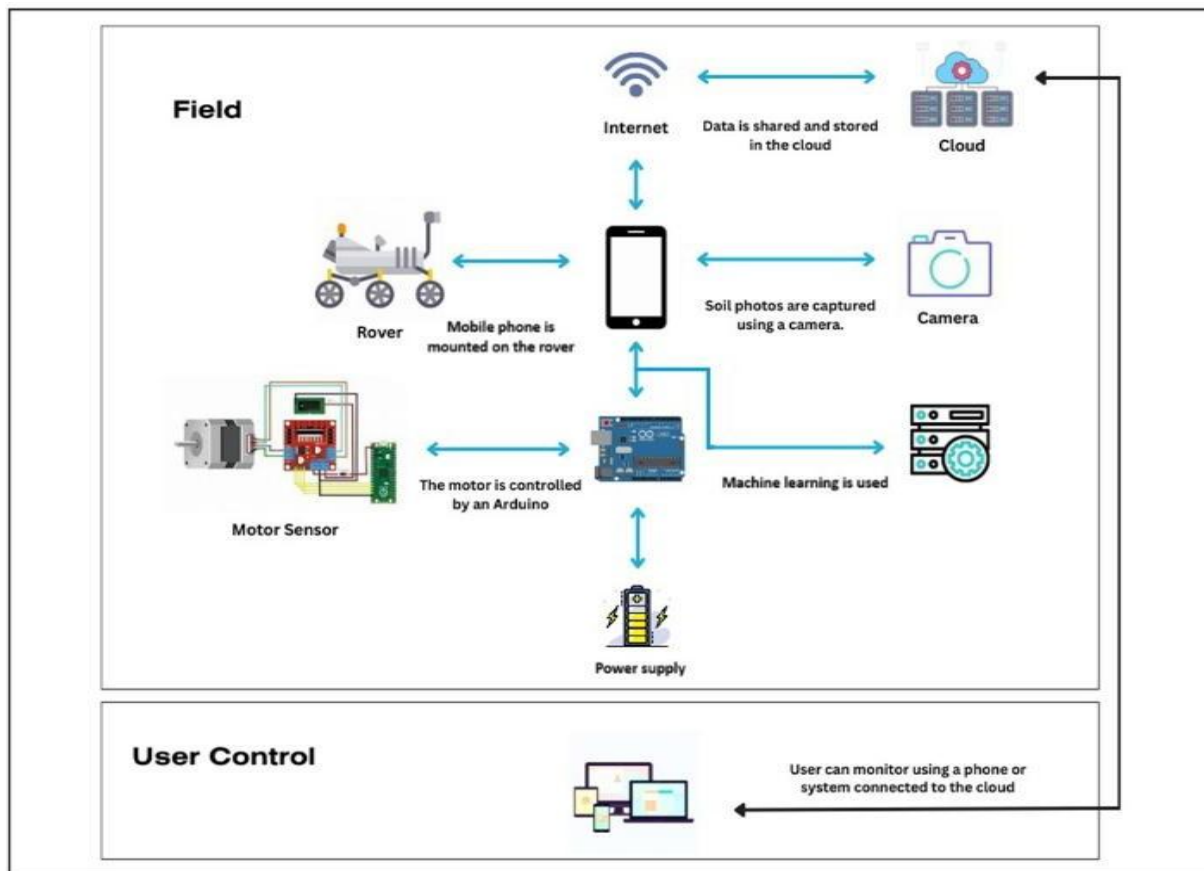 Field
Internet
Data is shared and stored
in the cloud
Cloud
Rover
Mobile phone is
mounted on the rover
Soil photos are captured
using a camera.
Camera
The motor is controlled
by an Arduino
Machine learning is used
Motor Sensor
Power supply
User Control
User can monitor using a phone or
system connected to the cloud